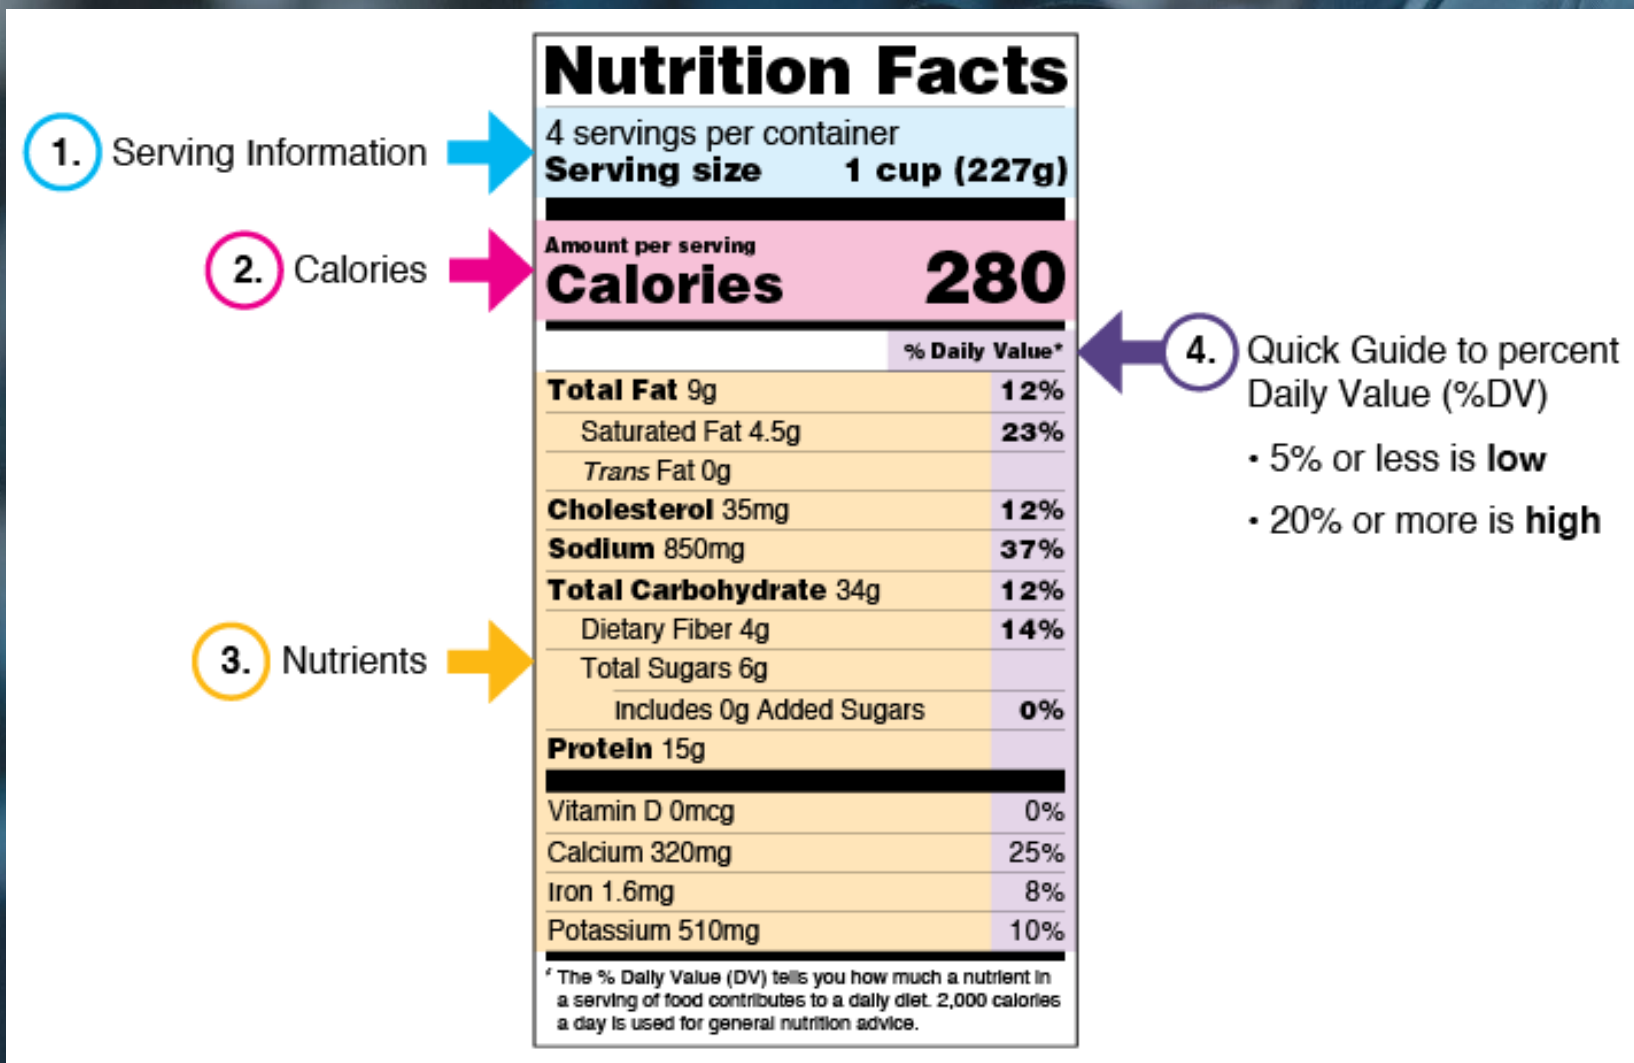 Nutrition Facts
1. Serving Information
4 servings per container
Serving size 1 cup (227g)
2. Calories
Amount per serving
Calories 280
% Daily Value*
4. Quick Guide to percent
Daily Value (%DV)
• 5% or less is low
• 20% or more is high
Total Fat 9g 12%
Saturated Fat 4.5g 23%
Trans Fat 0g
Cholesterol 35mg 12%
Sodium 850mg 37%
Total Carbohydrate 34g 12%
Dietary Fiber 4g 14%
3. Nutrients
Total Sugars 6g
Includes 0g Added Sugars 0%
Protein 15g
Vitamin D 0mcg 0%
Calcium 320mg 25%
Iron 1.6mg 8%
Potassium 510mg 10%
* The % Daily Value (DV) tells you how much a nutrient in
a serving of food contributes to a daily diet. 2,000 calories
a day is used for general nutrition advice.